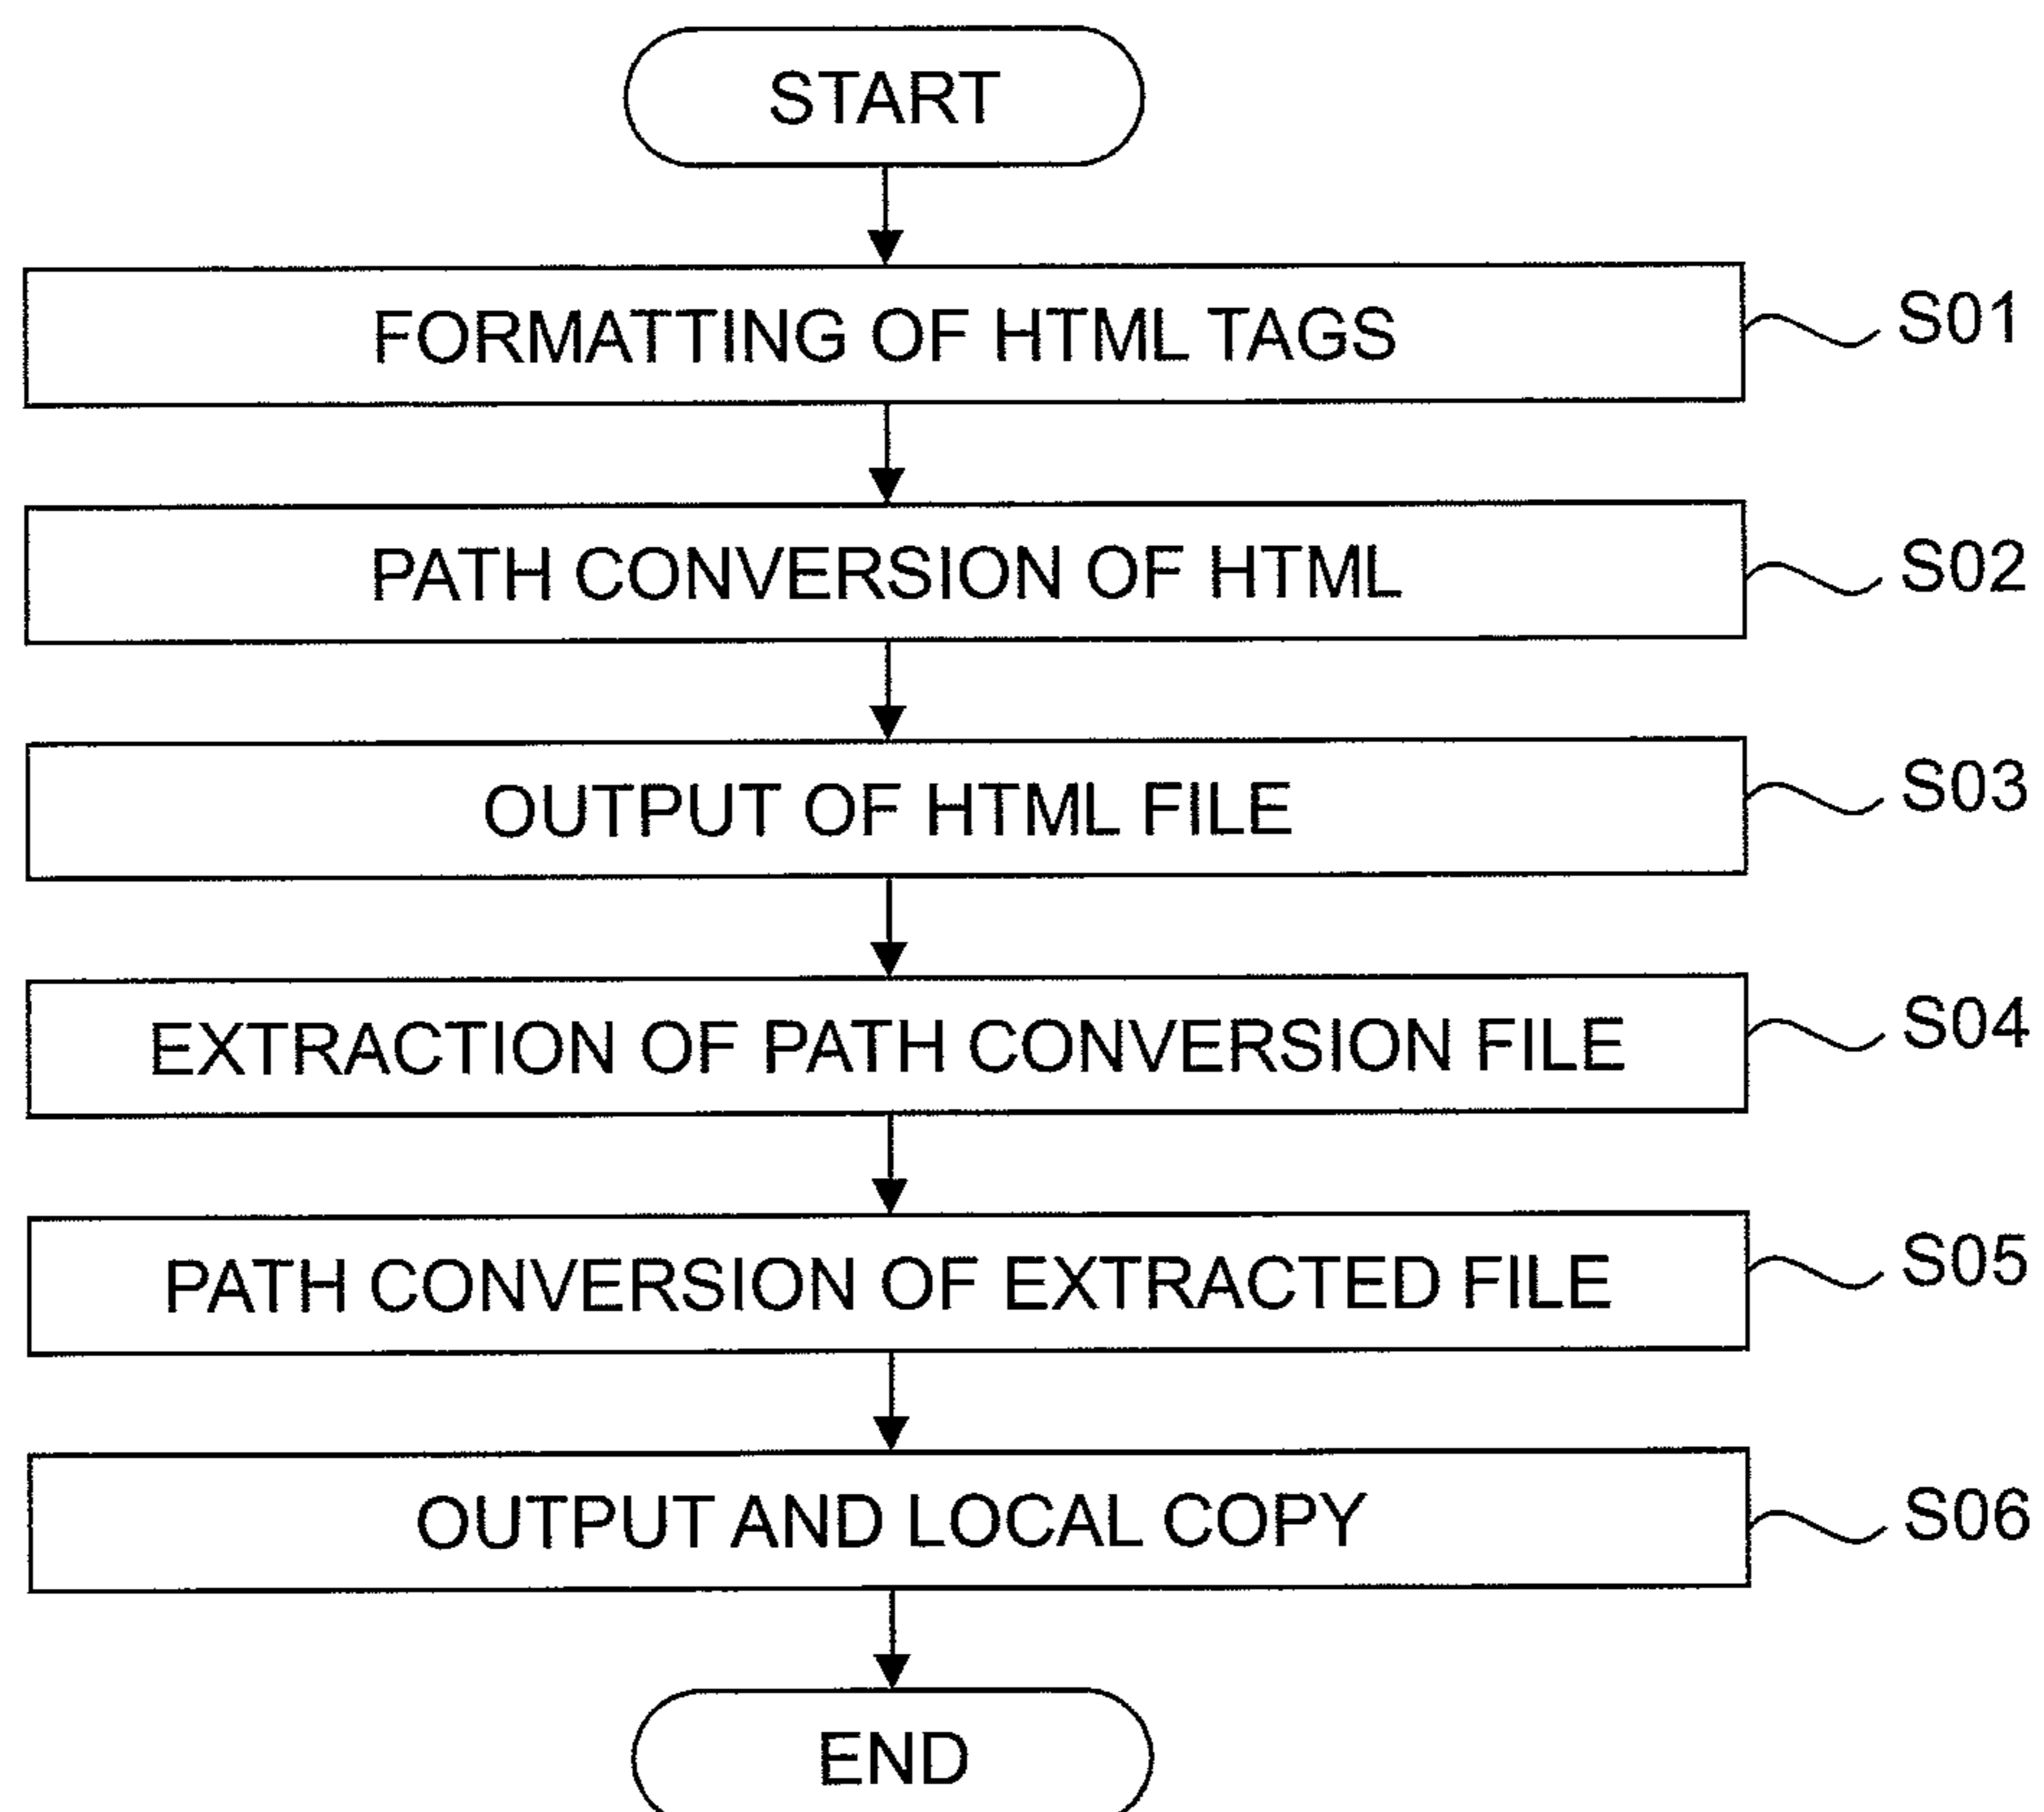 START
FORMATTING OF HTML TAGS
S01
PATH CONVERSION OF HTML
S02
OUTPUT OF HTML FILE
S03
EXTRACTION OF PATH CONVERSION FILE
S04
PATH CONVERSION OF EXTRACTED FILE
S05
OUTPUT AND LOCAL COPY
S06
END